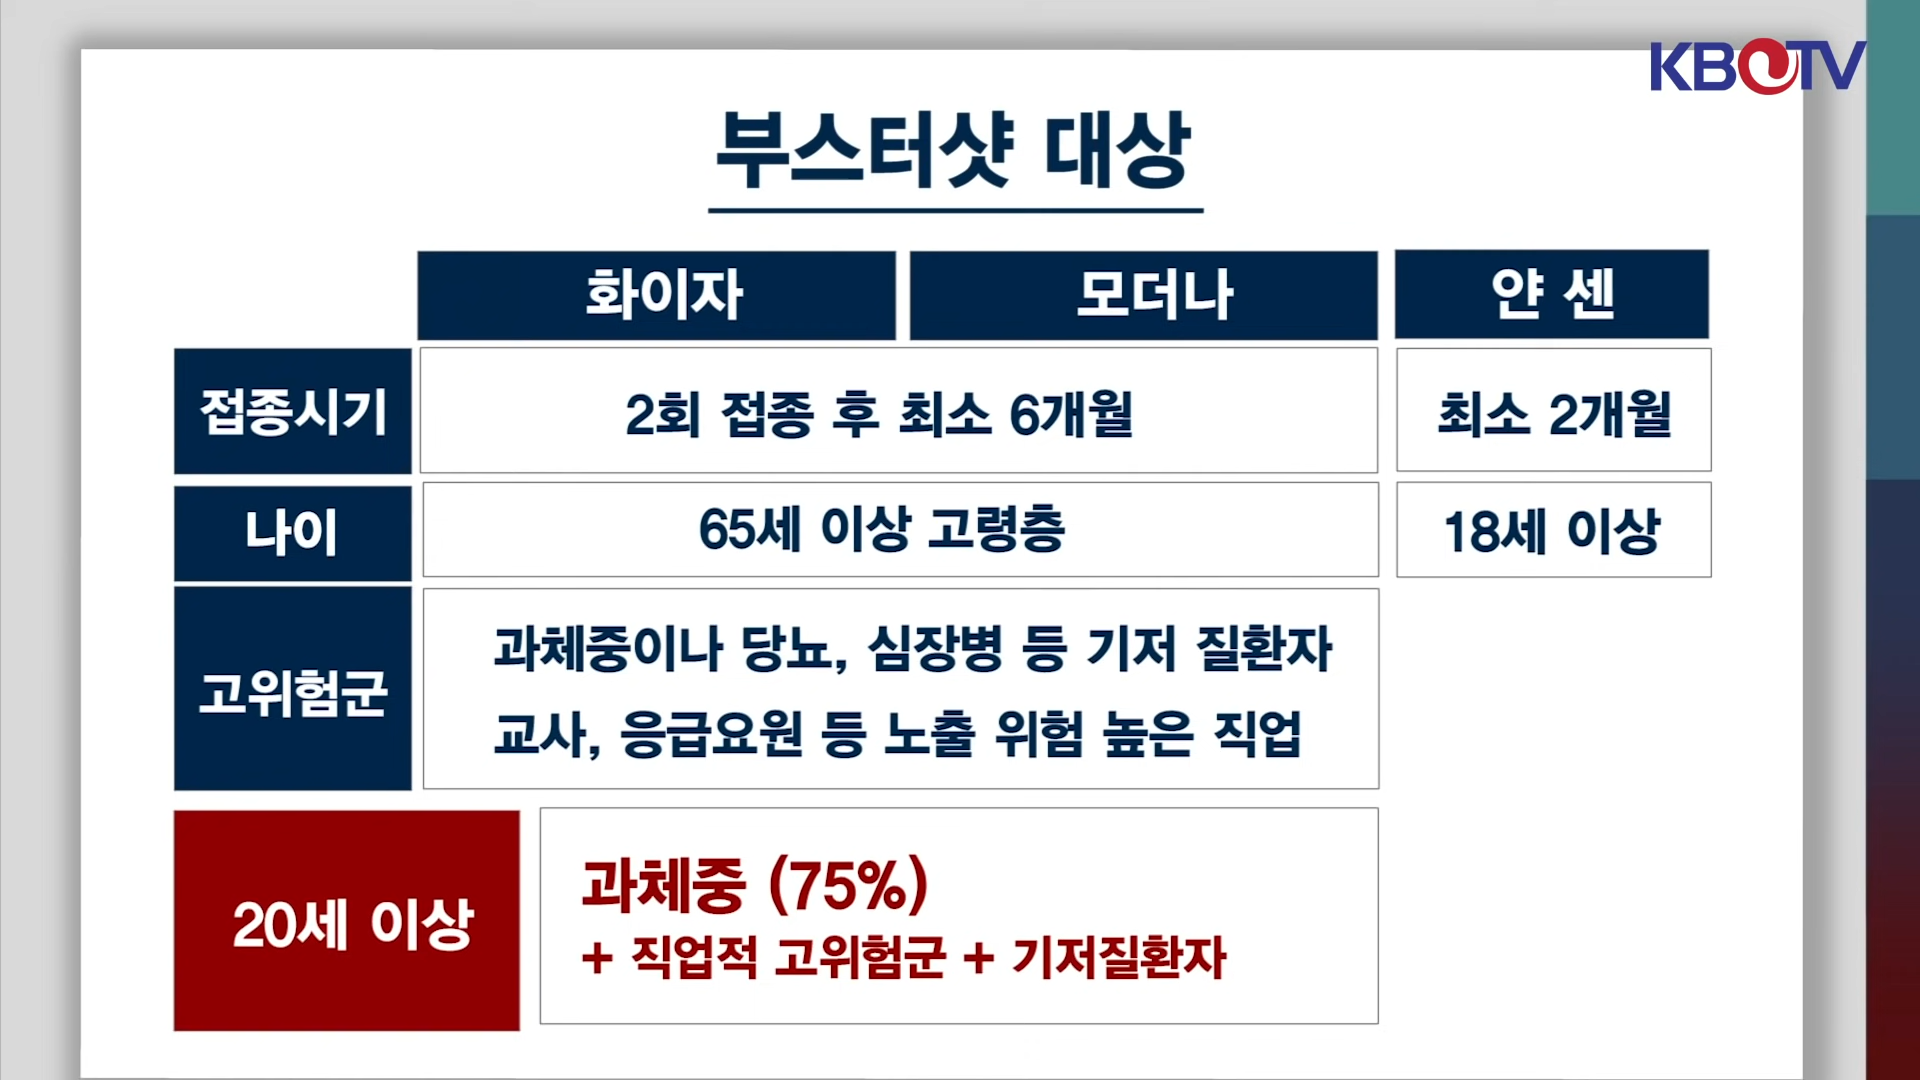 KBOTV
부스터샷 대상
화이자 모더나 얀 센
접종시기 2회 접종 후 최소 6개월 최소 2개월
나이 65세 이상 고령층 18세 이상
고위험군
과체중이나 당뇨, 심장병 등 기저 질환자
교사, 응급요원 등 노출 위험 높은 직업
20세 이상
과체중 (75%)
+ 직업적 고위험군 + 기저질환자